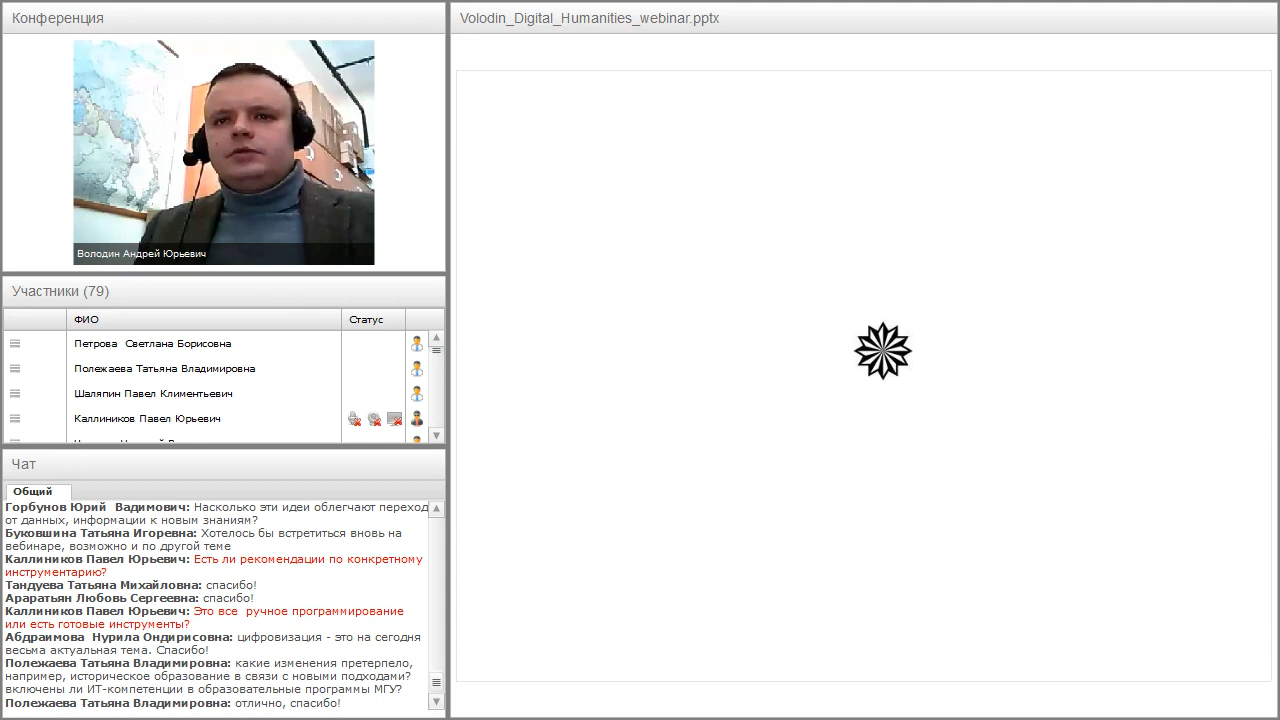 Конференция
Володин Андрей Юрьевич
Участники (79)
ФИО
Статус
Петрова  Светлана Борисовна
Полежаева Татьяна Владимировна
Шаляпин Павел Климентьевич
Каллиников Павел Юрьевич
Чат
Общий
Горбунов Юрий  Вадимович: Насколько эти идеи облегчают переход
от данных, информации к новым знаниям?
Буковшина Татьяна Игоревна: Хотелось бы встретиться вновь на
вебинаре, возможно и по другой теме
Каллиников Павел Юрьевич: Есть ли рекомендации по конкретному
инструментарию?
Тандуева Татьяна Михайловна: спасибо!
Араратьян Любовь Сергеевна: спасибо!
Каллиников Павел Юрьевич: Это все  ручное программирование
или есть готовые инструменты?
Абдраимова  Нурила Ондирисовна: цифровизация - это на сегодня
весьма актуальная тема. Спасибо!
Полежаева Татьяна Владимировна: какие изменения претерпело,
например, историческое образование в связи с новыми подходами?
включены ли ИТ-компетенции в образовательные программы МГУ?
Полежаева Татьяна Владимировна: отлично, спасибо!
Volodin_Digital_Humanities_webinar.pptx